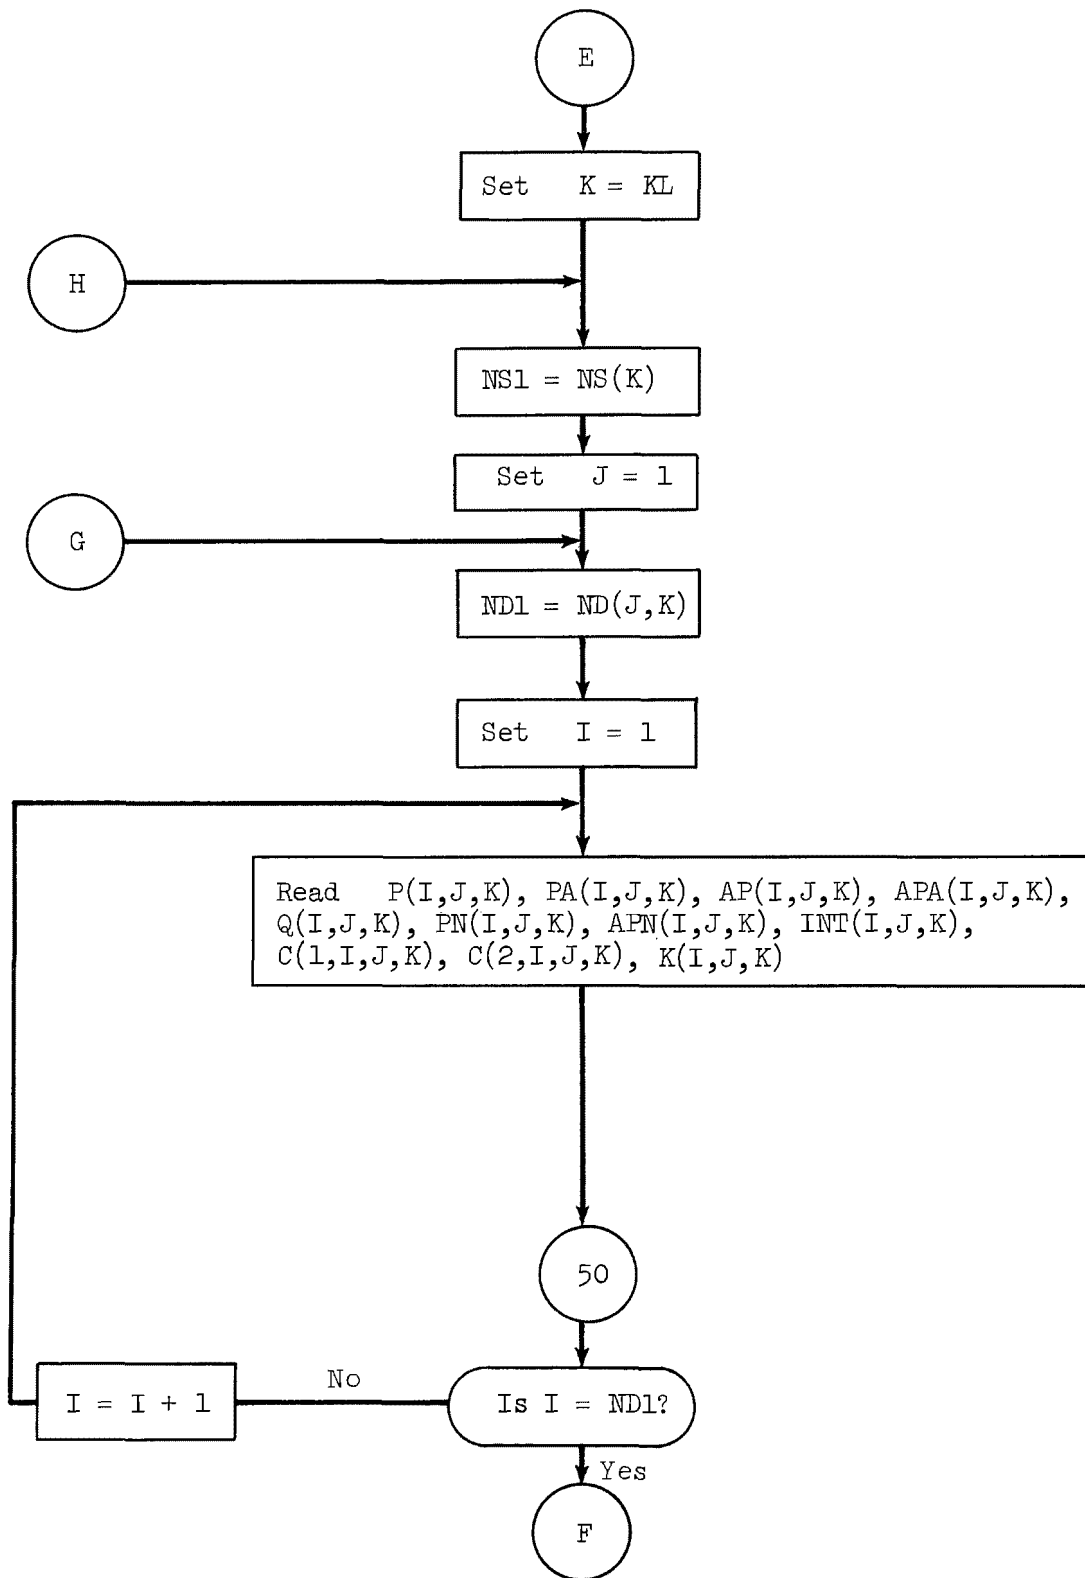 E
Set K = KL
H
NS1 = NS(K)
Set J = 1
G
ND1 = ND(J,K)
Set I = 1
Read P(I,J,K), PA(I,J,K), AP(I,J,K), APA(I,J,K),
Q(I,J,K), PN(I,J,K), APN(I,J,K), INT(I,J,K),
C(1,I,J,K), C(2,I,J,K), K(I,J,K)
50
No
I = I + 1
Is I = ND1?
Yes
F